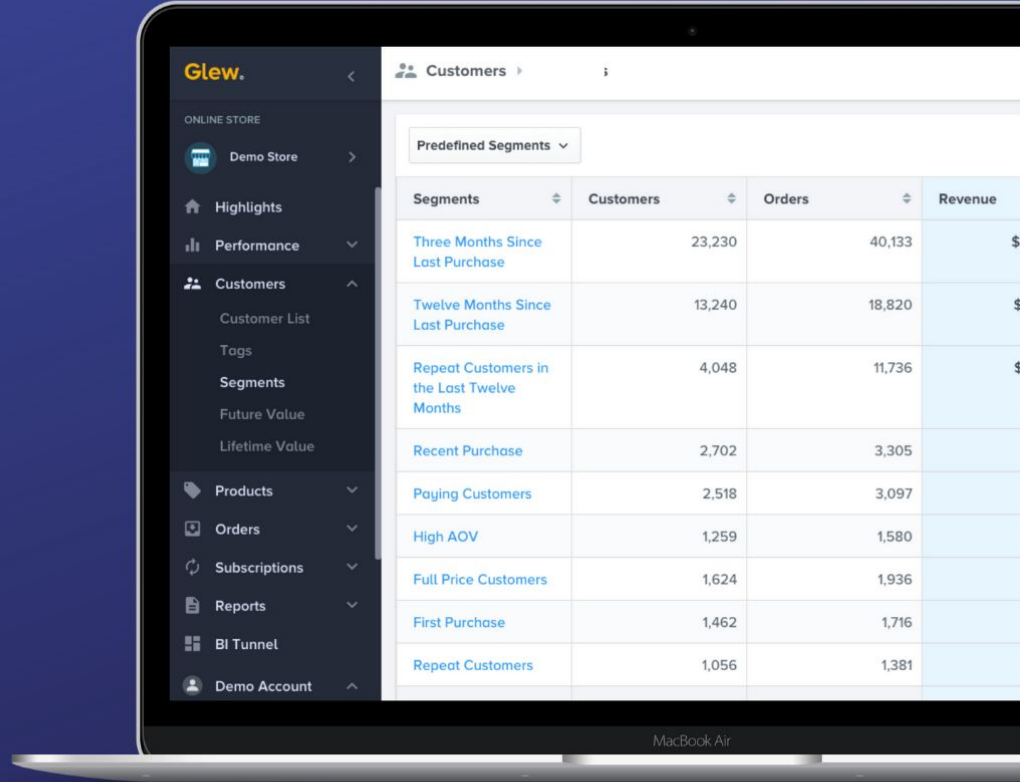 Glew.
Customers
s
ONLINE STORE
Demo Store
Highlights
Performance
Customers
Customer List
Tags
Segments
Future Value
Lifetime Value
Products
Orders
Subscriptions
Reports
BI Tunnel
Demo Account
Predefined Segments
Segments Customers Orders Revenue
Three Months Since 23,230 40,133 $
Last Purchase
Twelve Months Since 13,240 18,820 $
Last Purchase
Repeat Customers in 4,048 11,736 $
the Last Twelve
Months
Recent Purchase 2,702 3,305
Paying Customers 2,518 3,097
High AOV 1,259 1,580
Full Price Customers 1,624 1,936
First Purchase 1,462 1,716
Repeat Customers 1,056 1,381
MacBook Air